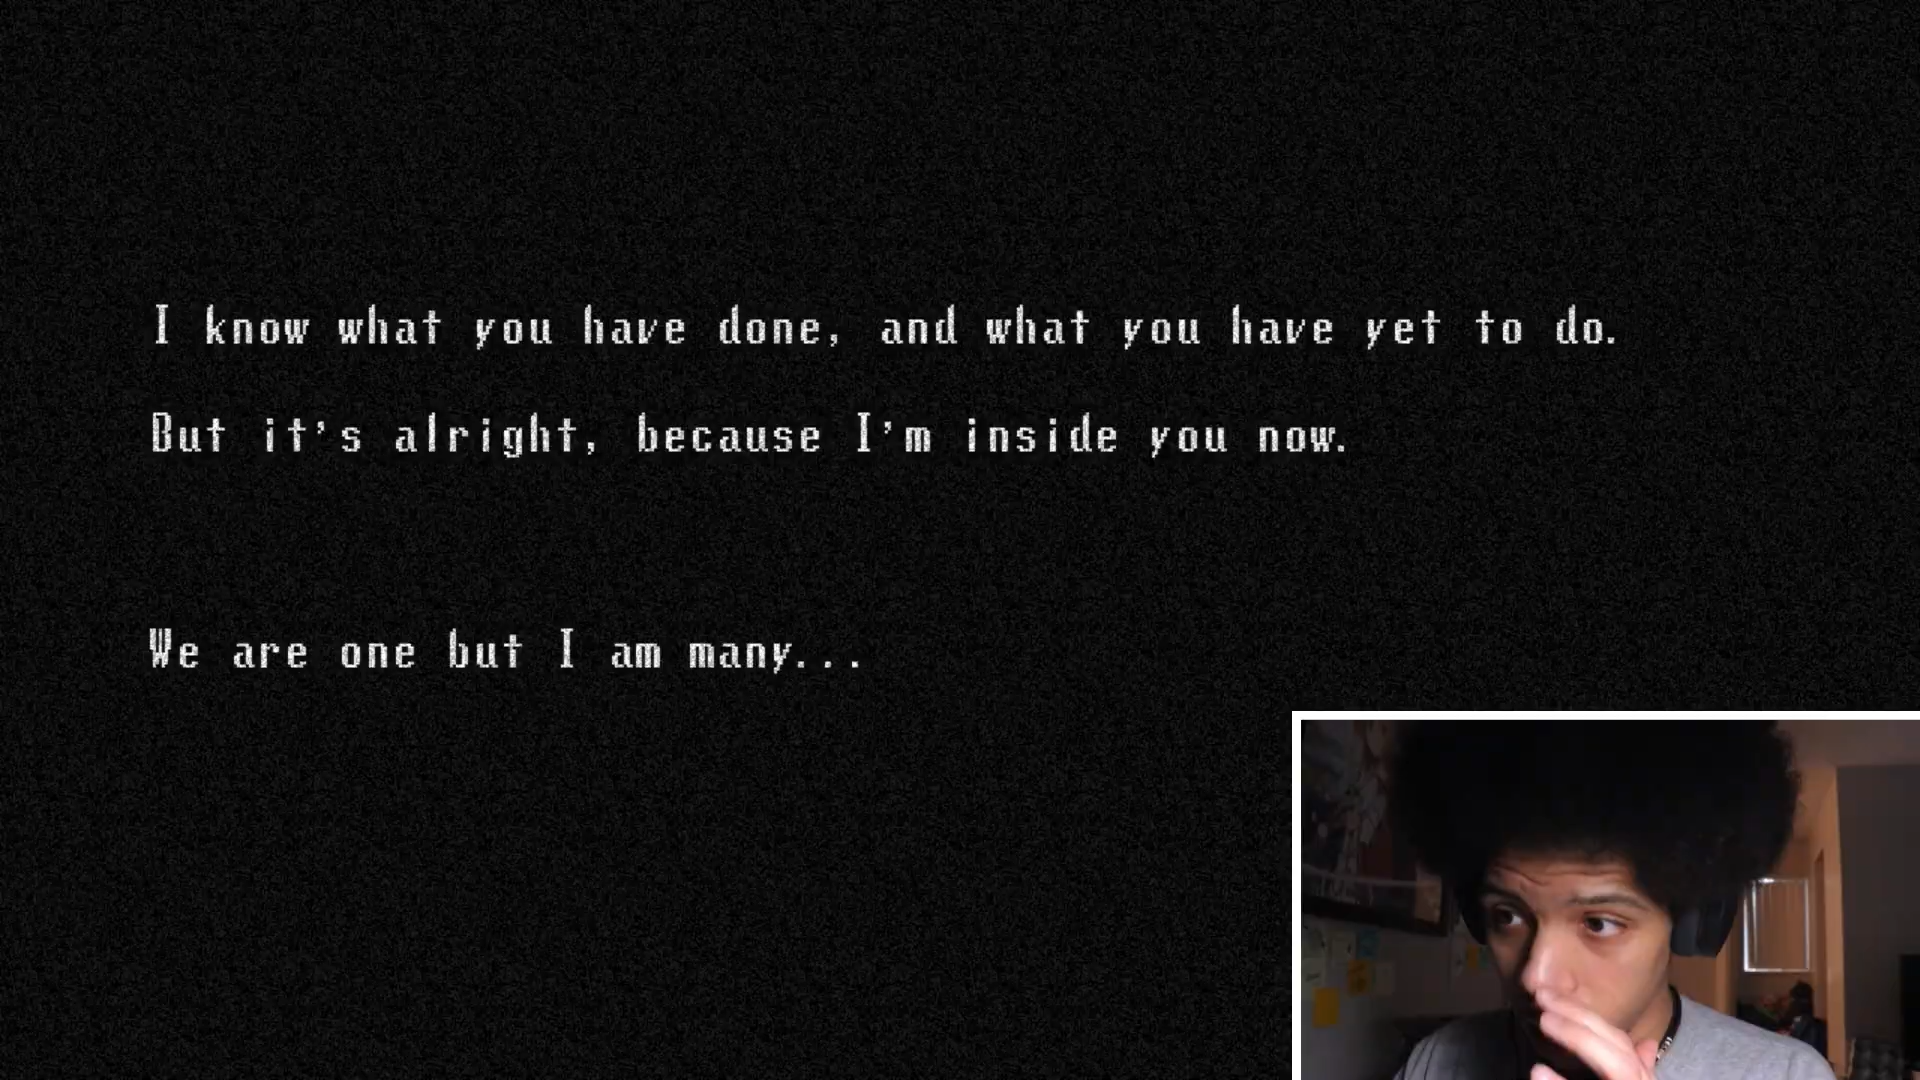 I know what you have done, and what you have yet to do.
But it's alright, because I'm inside you now.
We are one but I am many...